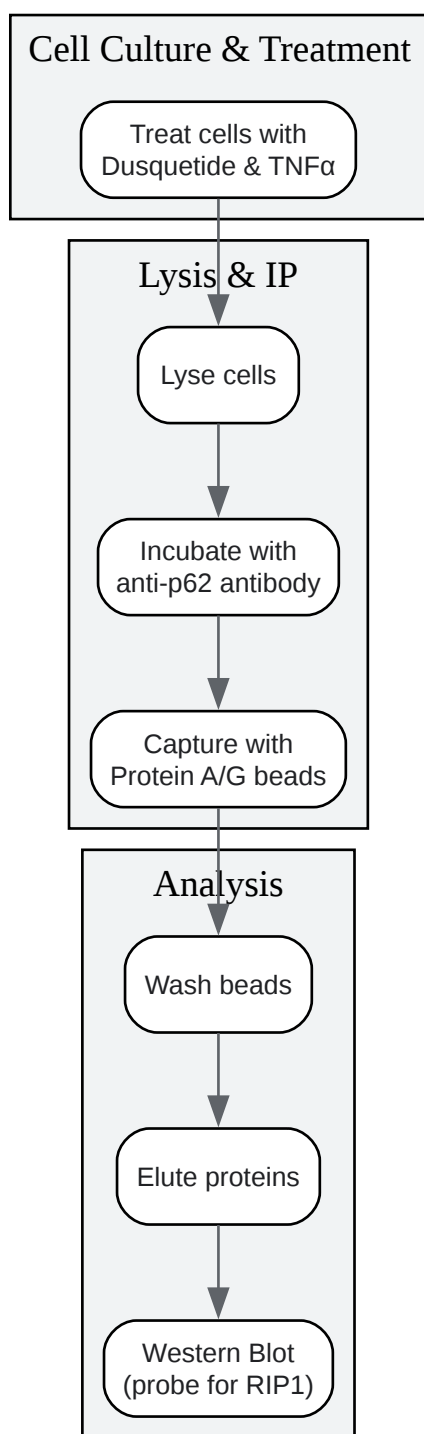 Cell Culture & Treatment
Treat cells with
Dusquetide & TNFα
Lysis & IP
Lyse cells
Incubate with
anti-p62 antibody
Capture with
Protein A/G beads
Analysis
Wash beads
Elute proteins
Western Blot
(probe for RIP1)